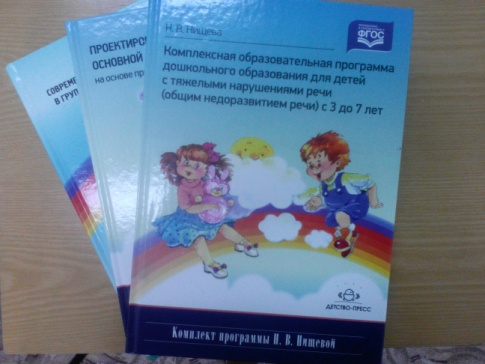 Н. В. Нищева
ФГОС
Комплексная образовательная программа
дошкольного образования для детей
с тяжелыми нарушениями речи
(общим недоразвитием речи) с 3 до 7 лет
ДЕТСТВО-ПРЕСС
Комплект программы Н. В. Нищевой
ПРОЕКТИРО
ОСНОВНОЙ
на основе пр
СОВРЕМЕ
В ГРУП